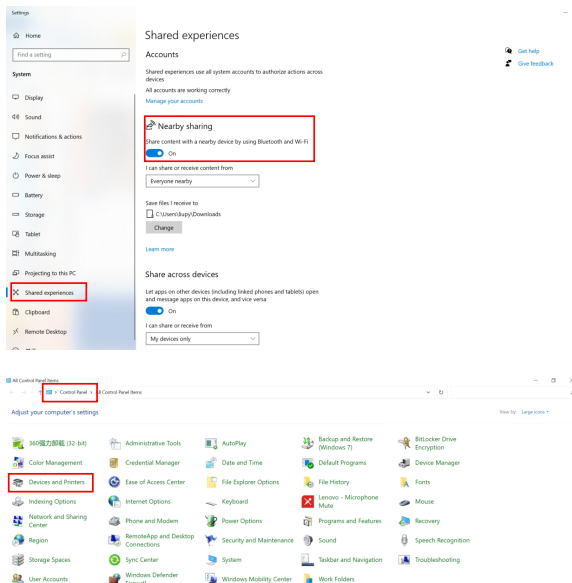 Settings
Home
Find a setting
System
Display
Sound
Notifications & actions
Focus assist
Power & sleep
Battery
Storage
Tablet
Multitasking
Projecting to this PC
Shared experiences
Clipboard
Remote Desktop
Shared experiences
Accounts
Shared experiences use all system accounts to authorize actions across
devices
All accounts are working correctly
Manage your accounts
Nearby sharing
Share content with a nearby device by using Bluetooth and Wi-Fi
On
I can share or receive content from
Everyone nearby
Save files I receive to
C:\Users\liupy\Downloads
Change
Learn more
Share across devices
Let apps on other devices (including linked phones and tablets) open
and message apps on this device, and vice versa
On
I can share or receive from
My devices only
Get help
Give feedback
All Control Panel Items
Control Panel > All Control Panel Items
Adjust your computer's settings
View by: Large icons
360强力卸载 (32-bit)
Administrative Tools
AutoPlay
Backup and Restore
(Windows 7)
BitLocker Drive
Encryption
Color Management
Credential Manager
Date and Time
Default Programs
Device Manager
Devices and Printers
Ease of Access Center
File Explorer Options
File History
Fonts
Indexing Options
Internet Options
Keyboard
Lenovo - Microphone
Mute
Mouse
Network and Sharing
Center
Phone and Modem
Power Options
Programs and Features
Recovery
Region
RemoteApp and Desktop
Connections
Security and Maintenance
Sound
Speech Recognition
Storage Spaces
Sync Center
System
Taskbar and Navigation
Troubleshooting
User Accounts
Windows Defender
Windows Mobility Center
Work Folders